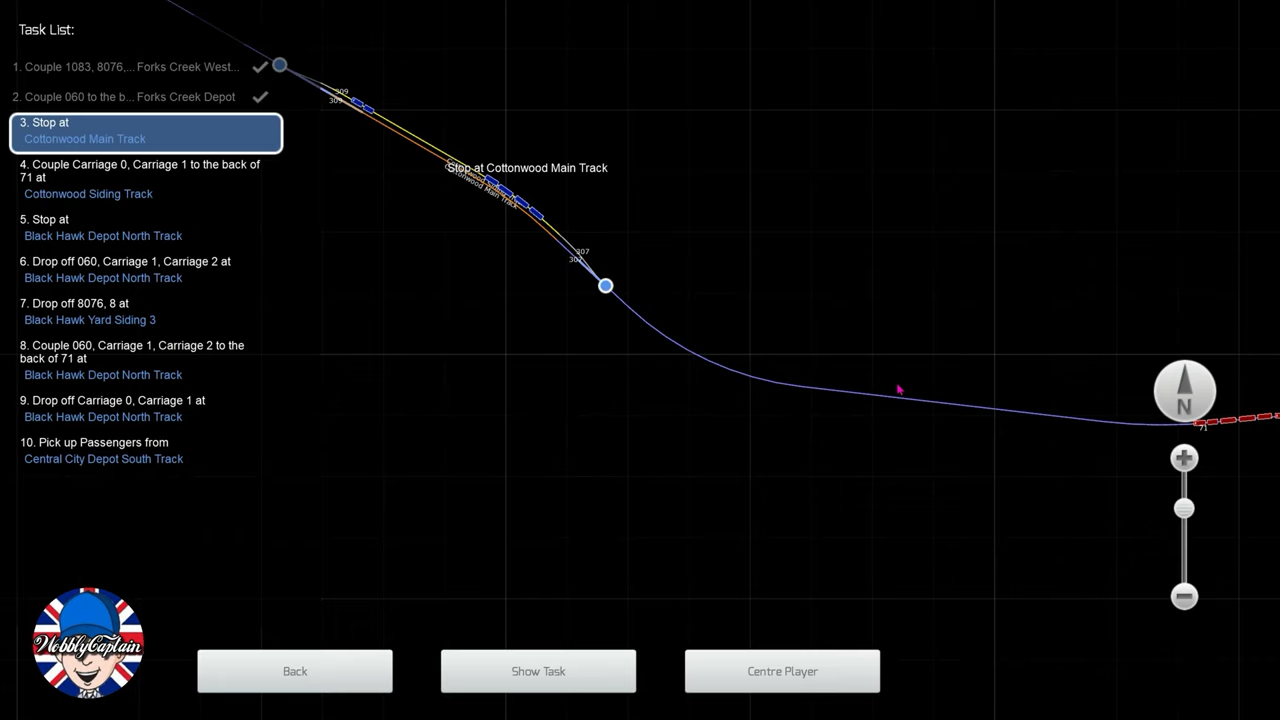 Task List:
1. Couple 1083, 8076,... Forks Creek West...
2. Couple 060 to the b... Forks Creek Depot
3. Stop at
Cottonwood Main Track
4. Couple Carriage 0, Carriage 1 to the back of
71 at
Cottonwood Siding Track
5. Stop at
Black Hawk Depot North Track
6. Drop off 060, Carriage 1, Carriage 2 at
Black Hawk Depot North Track
7. Drop off 8076, 8 at
Black Hawk Yard Siding 3
8. Couple 060, Carriage 1, Carriage 2 to the
back of 71 at
Black Hawk Depot North Track
9. Drop off Carriage 0, Carriage 1 at
Black Hawk Depot North Track
10. Pick up Passengers from
Central City Depot South Track
309
309
Stop at Cottonwood Main Track
Cottonwood Main Track
307
71
N
NobblyCaptain
Back
Show Task
Centre Player